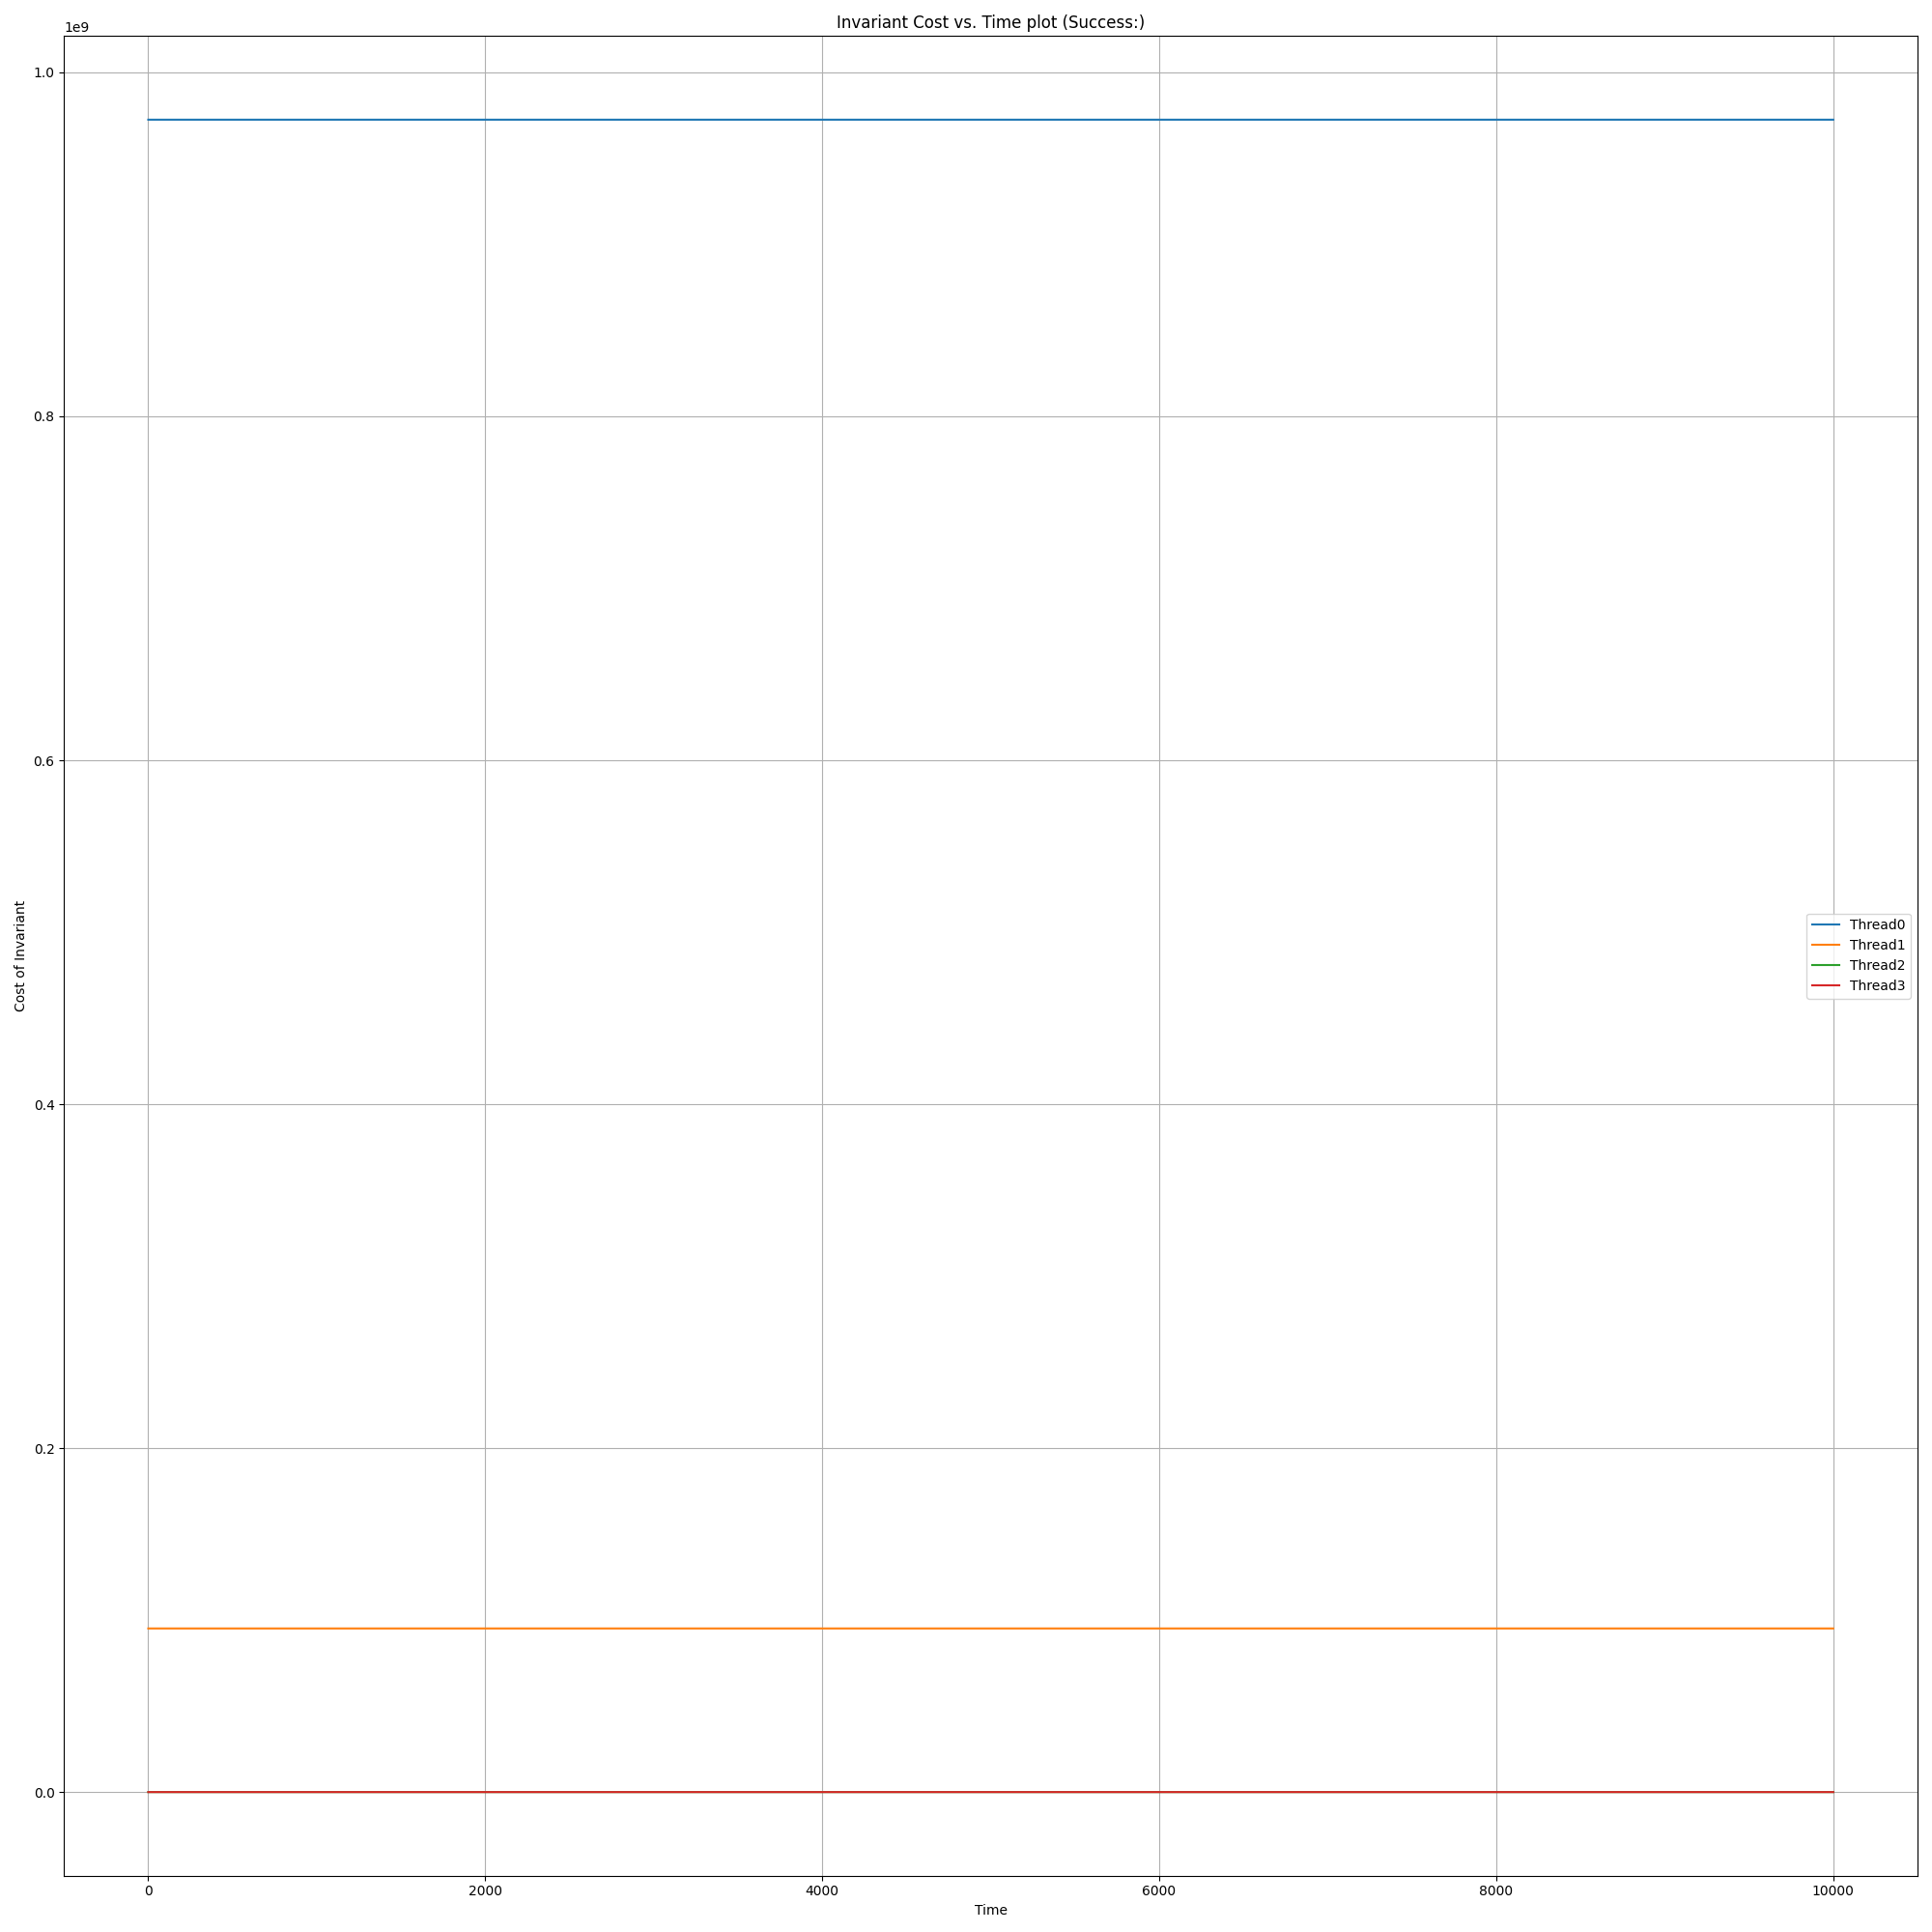 Invariant Cost vs. Time plot (Success:)
1e9
1.0
0.8
0.6
0.4
0.2
0.0
Cost of Invariant
Thread0
Thread1
Thread2
Thread3
0 2000 4000 6000 8000 10000
Time